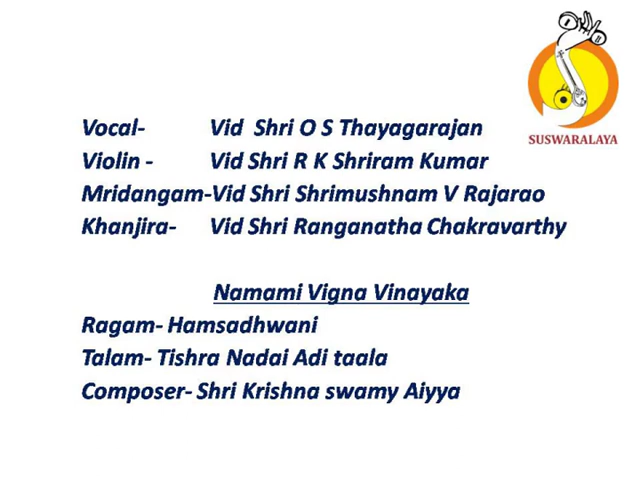 SUSWARALAYA
Vocal- Vid Shri O S Thayagarajan
Violin - Vid Shri R K Shriram Kumar
Mridangam-Vid Shri Shrimushnam V Rajarao
Khanjira- Vid Shri Ranganatha Chakravarthy
Namami Vigna Vinayaka
Ragam- Hamsadhwani
Talam- Tishra Nadai Adi taala
Composer- Shri Krishna swamy Aiyya